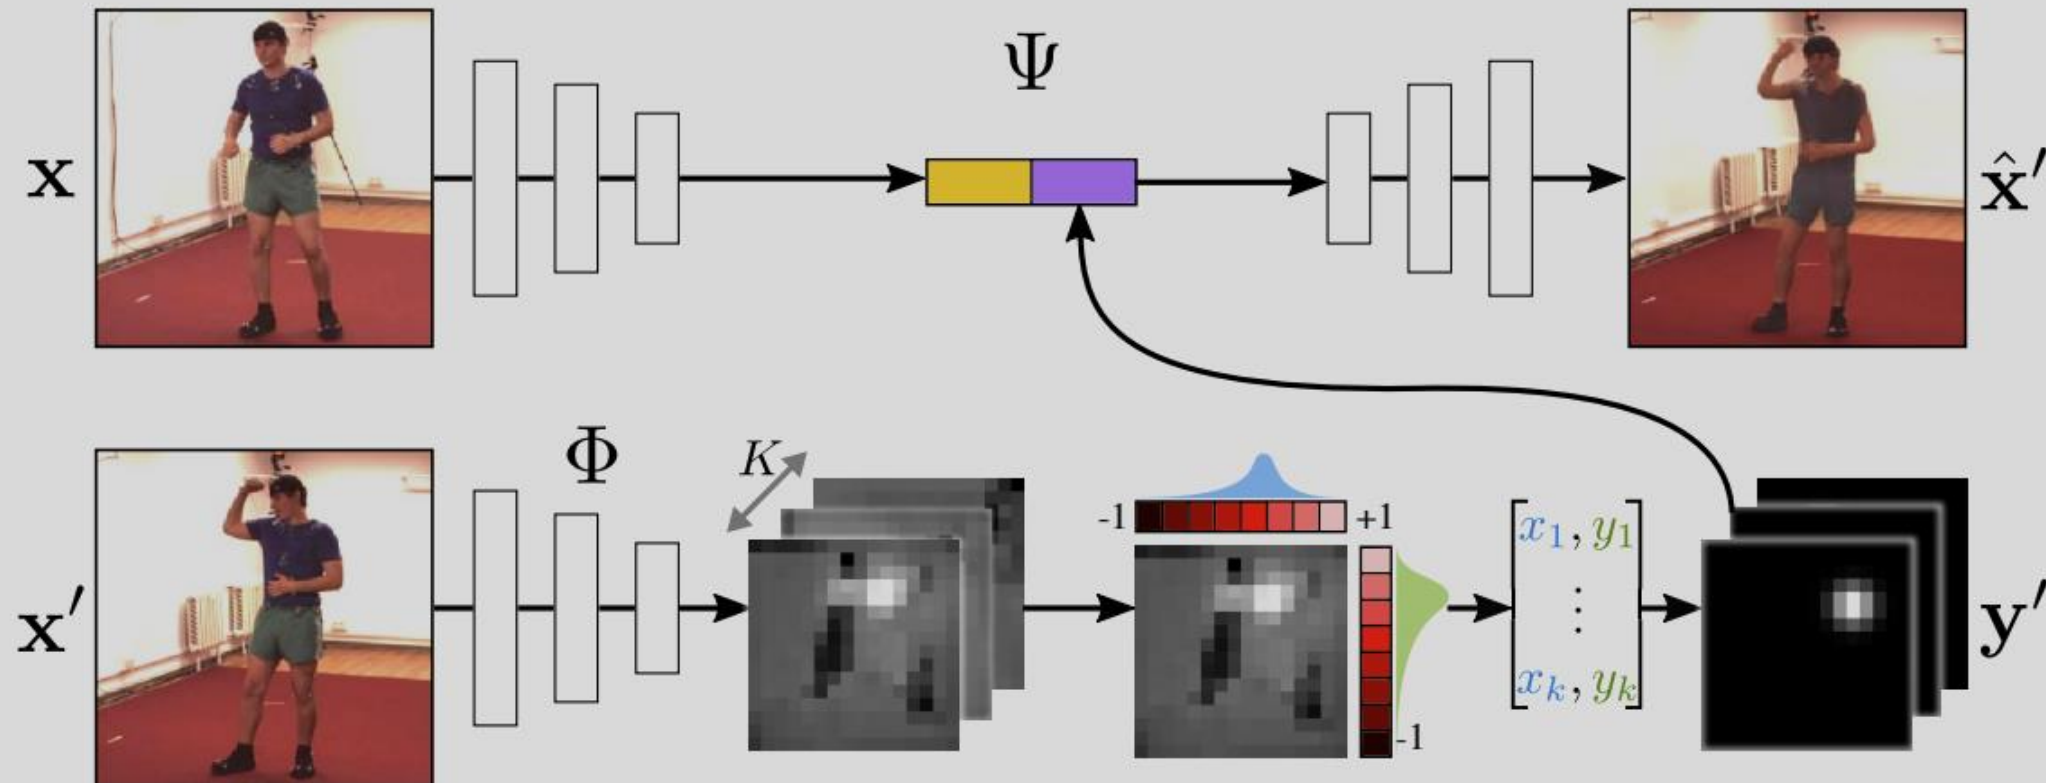 x
Ψ
x̂′
x′
Φ
K
-1
+1
-1
x₁, y₁
⋮
xₖ, yₖ
y′